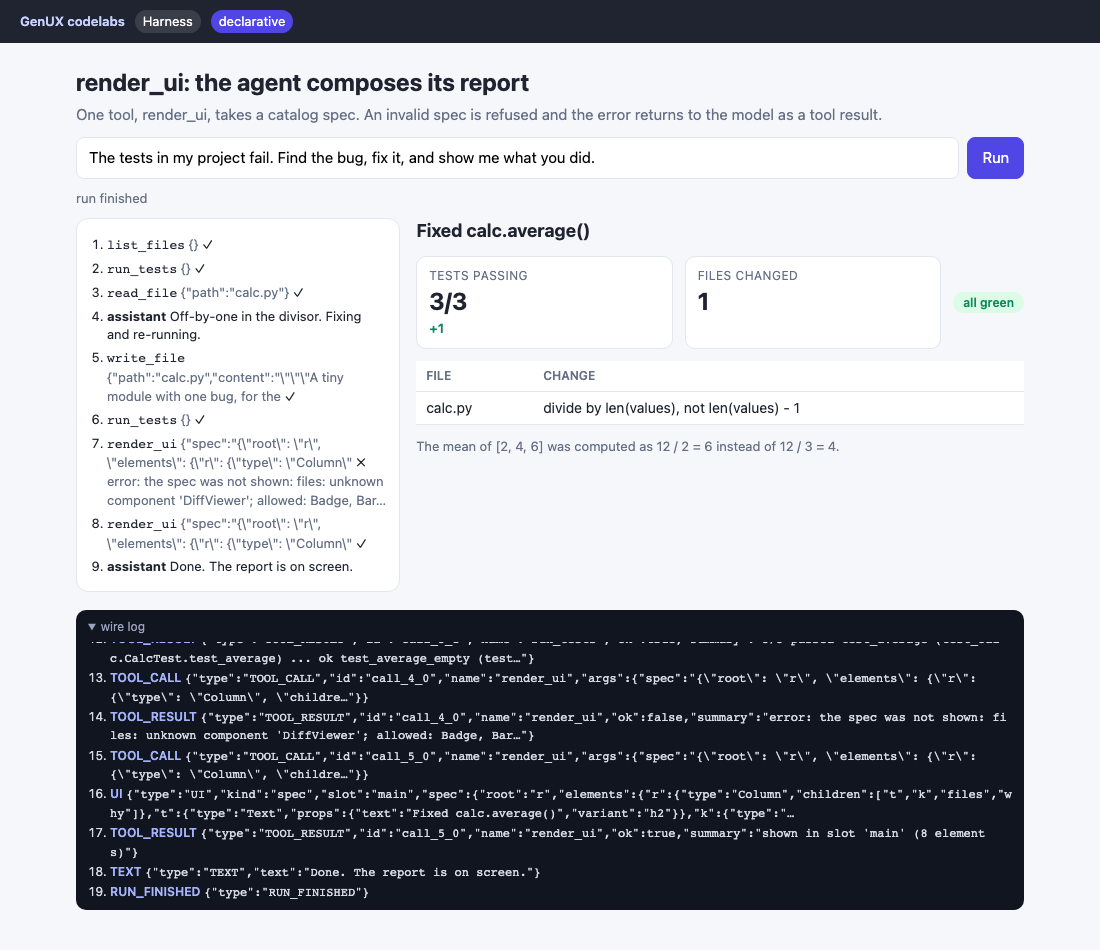 GenUX codelabs Harness declarative
render_ui: the agent composes its report
One tool, render_ui, takes a catalog spec. An invalid spec is refused and the error returns to the model as a tool result.
The tests in my project fail. Find the bug, fix it, and show me what you did.
Run
run finished
1. list_files {} ✓
2. run_tests {} ✓
3. read_file {"path":"calc.py"} ✓
4. assistant Off-by-one in the divisor. Fixing
and re-running.
5. write_file
{"path":"calc.py","content":"\"\"\"A tiny
module with one bug, for the ✓
6. run_tests {} ✓
7. render_ui {"spec":"{\"root\": \"r\",
\"elements\": {\"r\": {\"type\": \"Column\" ✕
error: the spec was not shown: files: unknown
component 'DiffViewer'; allowed: Badge, Bar…
8. render_ui {"spec":"{\"root\": \"r\",
\"elements\": {\"r\": {\"type\": \"Column\" ✓
9. assistant Done. The report is on screen.
Fixed calc.average()
TESTS PASSING
3/3
+1
FILES CHANGED
1
all green
FILE CHANGE
calc.py divide by len(values), not len(values) - 1
The mean of [2, 4, 6] was computed as 12 / 2 = 6 instead of 12 / 3 = 4.
▼ wire log
c.CalcTest.test_average) ... ok test_average_empty (test…"}
13. TOOL_CALL {"type":"TOOL_CALL","id":"call_4_0","name":"render_ui","args":{"spec":"{\"root\": \"r\", \"elements\": {\"r\":
{\"type\": \"Column\", \"childre…"}}
14. TOOL_RESULT {"type":"TOOL_RESULT","id":"call_4_0","name":"render_ui","ok":false,"summary":"error: the spec was not shown: fi
les: unknown component 'DiffViewer'; allowed: Badge, Bar…"}
15. TOOL_CALL {"type":"TOOL_CALL","id":"call_5_0","name":"render_ui","args":{"spec":"{\"root\": \"r\", \"elements\": {\"r\":
{\"type\": \"Column\", \"childre…"}}
16. UI {"type":"UI","kind":"spec","slot":"main","spec":{"root":"r","elements":{"r":{"type":"Column","children":["t","k","files","w
hy"]},"t":{"type":"Text","props":{"text":"Fixed calc.average()","variant":"h2"}},"k":{"type":"…
17. TOOL_RESULT {"type":"TOOL_RESULT","id":"call_5_0","name":"render_ui","ok":true,"summary":"shown in slot 'main' (8 element
s)"}
18. TEXT {"type":"TEXT","text":"Done. The report is on screen."}
19. RUN_FINISHED {"type":"RUN_FINISHED"}